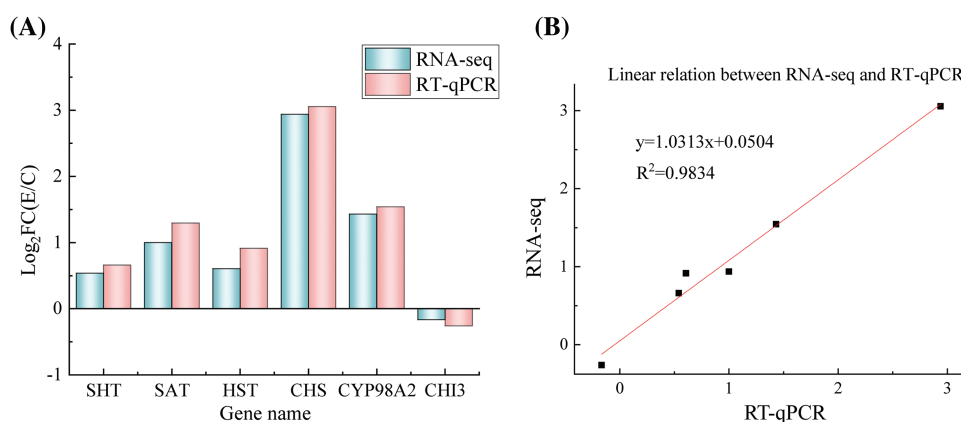 (A)
4
3
2
1
0
-1
Log₂FC(E/C)
RNA-seq
RT-qPCR
SHT SAT HST CHS CYP98A2 CHI3
Gene name
(B)
Linear relation between RNA-seq and RT-qPCR
y=1.0313x+0.0504
R²=0.9834
3
2
1
0
RNA-seq
0 1 2 3
RT-qPCR